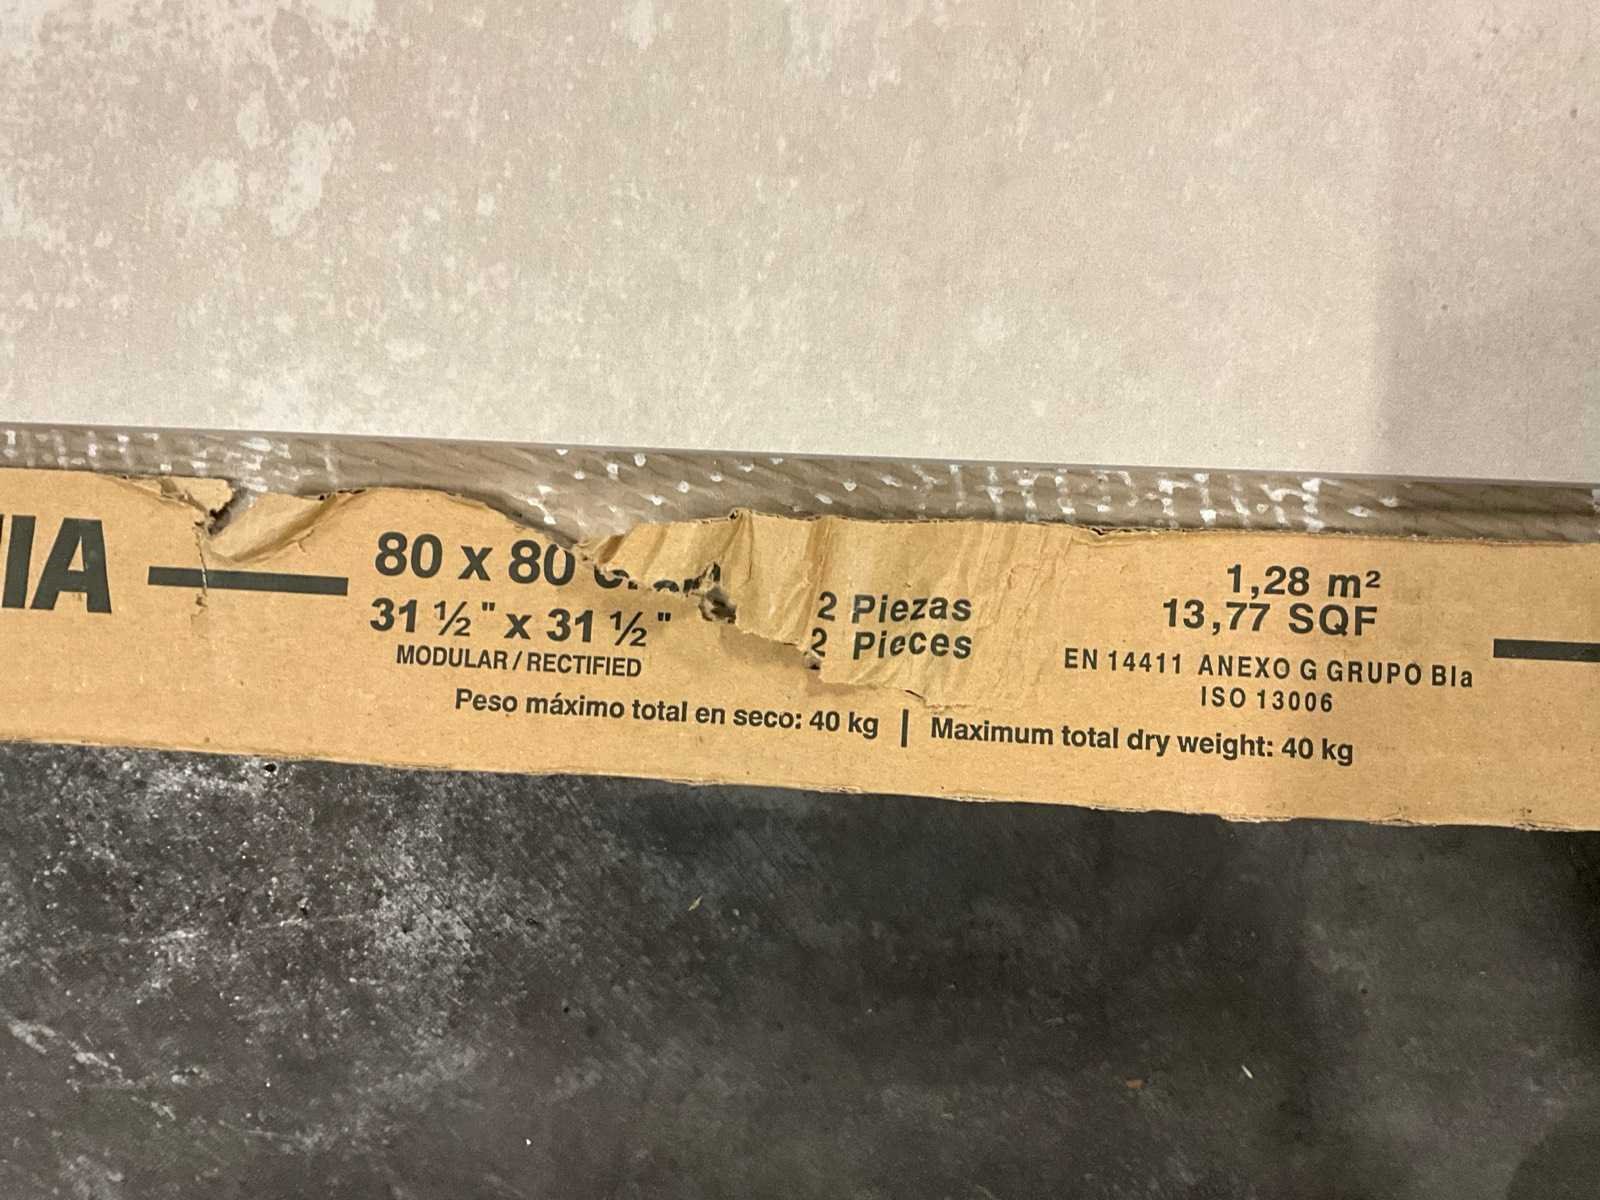 80 x 80
31 ½" x 31 ½"
MODULAR / RECTIFIED
2 Piezas
2 Pieces
1,28 m²
13,77 SQF
EN 14411 ANEXO G GRUPO BIa
ISO 13006
Peso máximo total en seco: 40 kg | Maximum total dry weight: 40 kg